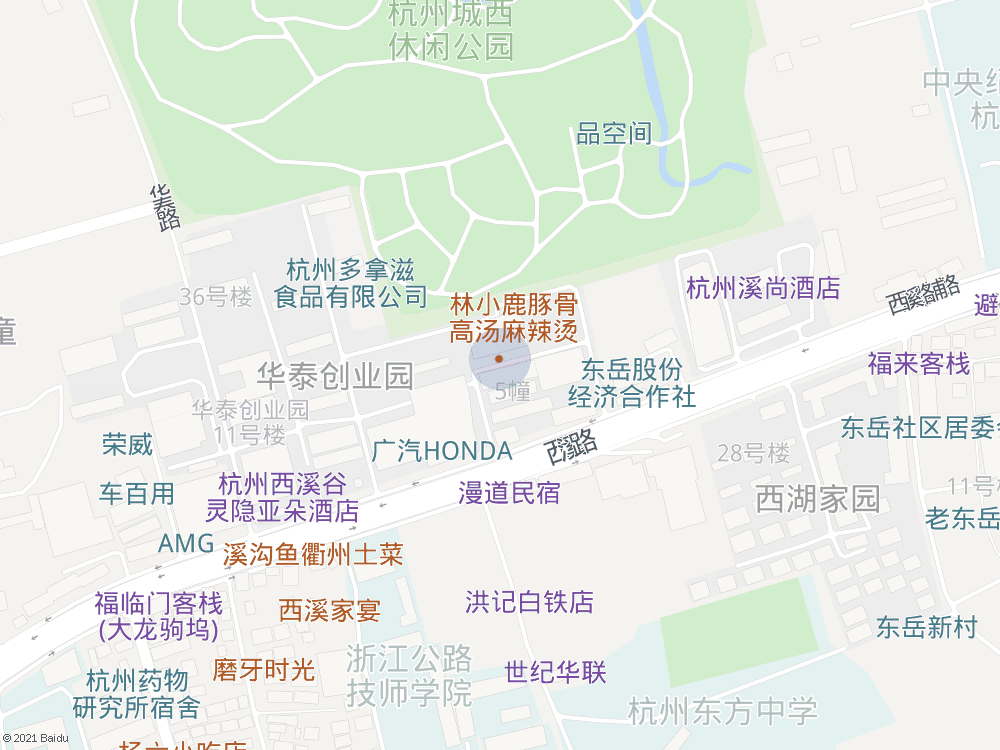 杭州城西
休闲公园
中央纪
杭
品空间
华泰路
杭州多拿滋
食品有限公司
36号楼
林小鹿豚骨
高汤麻辣烫
杭州溪尚酒店
西溪路辅路
避
童
华泰创业园
5幢
东岳股份
经济合作社
福来客栈
华泰创业园
11号楼
荣威
广汽HONDA
西溪路
28号楼
东岳社区居委会
车百用
杭州西溪谷
灵隐亚朵酒店
漫道民宿
西湖家园
11号楼
老东岳
AMG
溪沟鱼衢州土菜
福临门客栈
(大龙驹坞)
西溪家宴
洪记白铁店
东岳新村
磨牙时光
浙江公路
技师学院
世纪华联
杭州药物
研究所宿舍
杭州东方中学
杨六小吃店
© 2021 Baidu